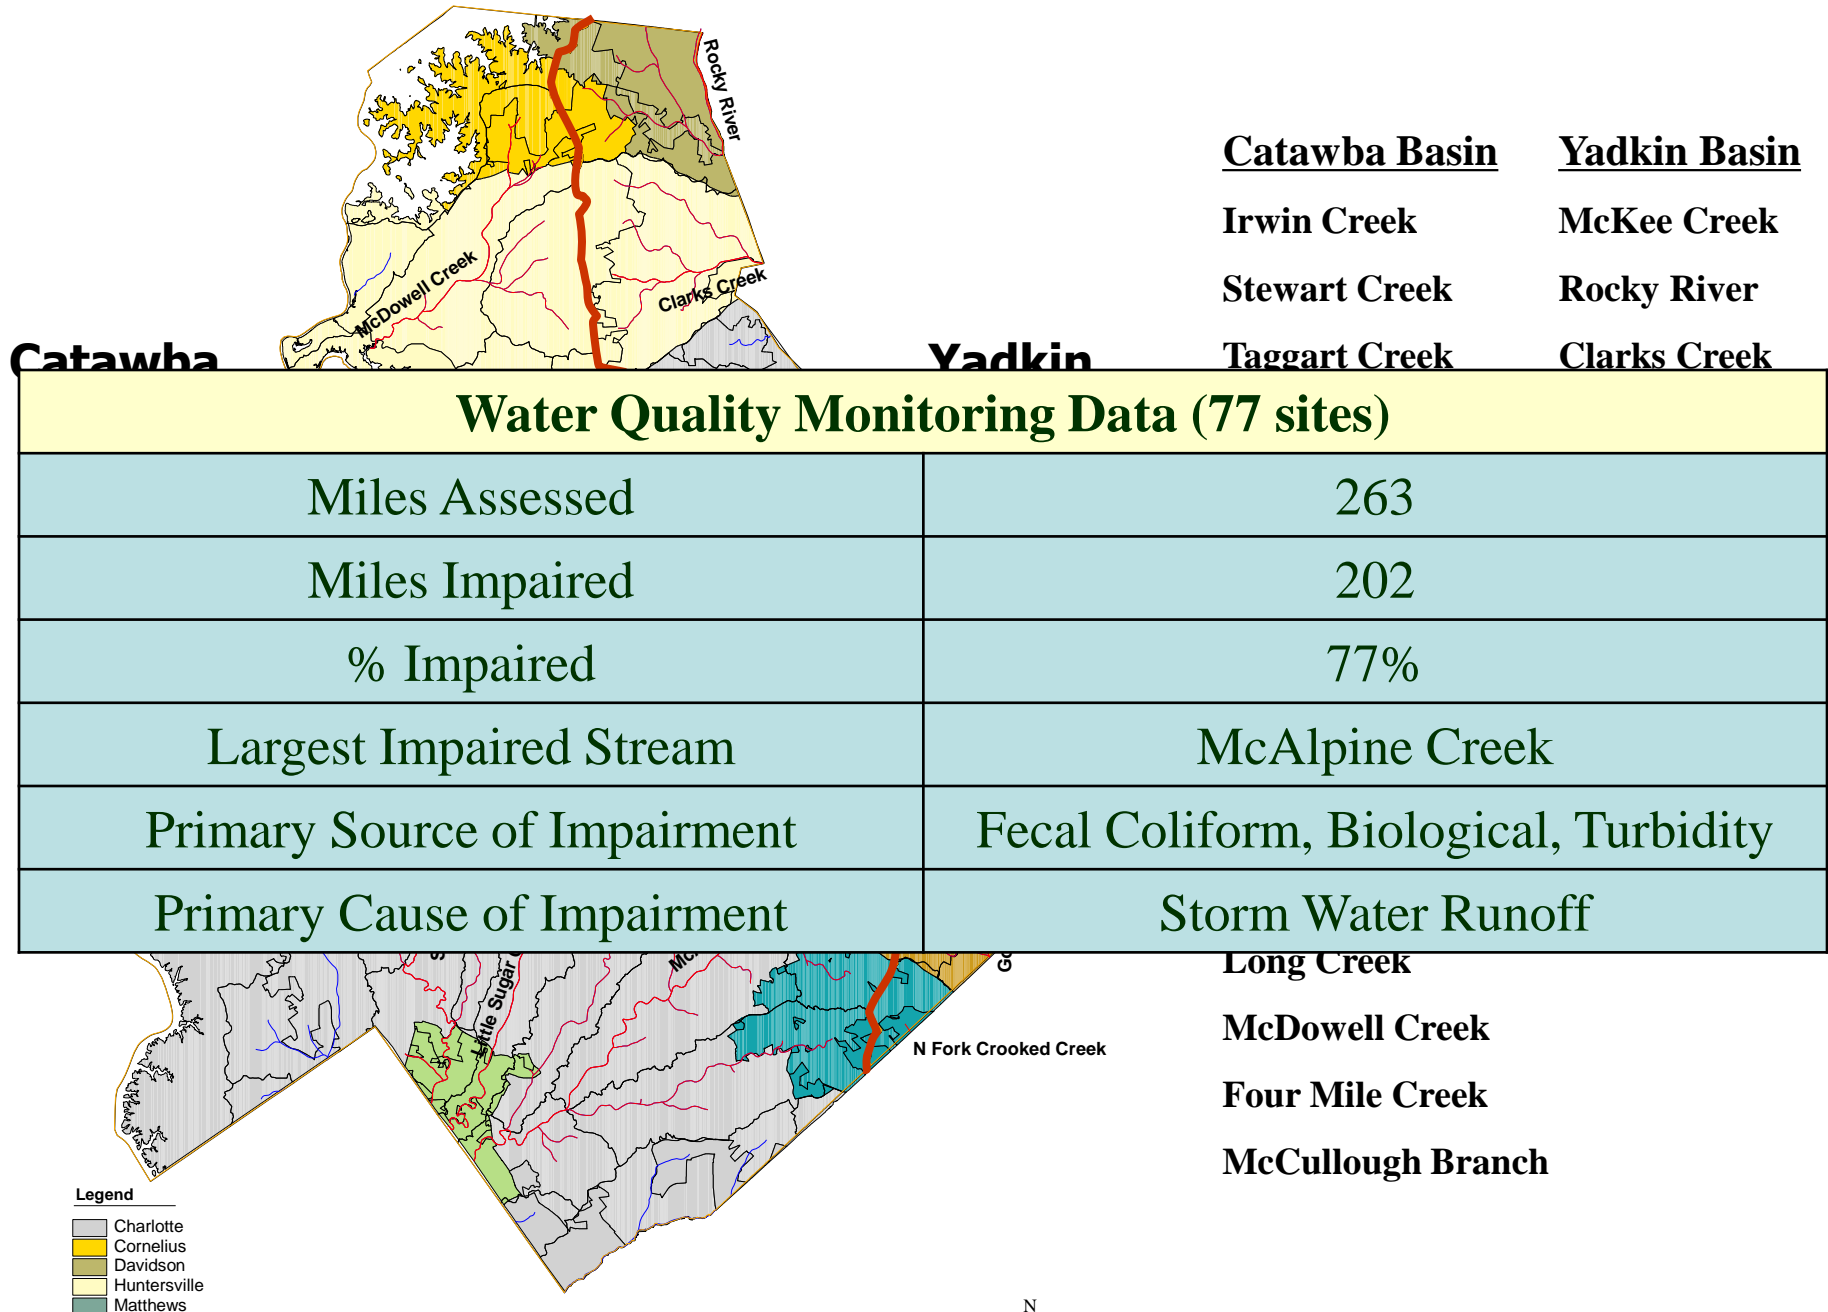 Rocky River
Catawba Basin Yadkin Basin
Irwin Creek McKee Creek
Stewart Creek Rocky River
McDowell Creek
Clarks Creek
Catawba Yadkin
Taggart Creek Clarks Creek
Water Quality Monitoring Data (77 sites)
Miles Assessed 263
Miles Impaired 202
% Impaired 77%
Largest Impaired Stream McAlpine Creek
Primary Source of Impairment Fecal Coliform, Biological, Turbidity
Primary Cause of Impairment Storm Water Runoff
Little Sugar
Long Creek
McDowell Creek
N Fork Crooked Creek
Four Mile Creek
McCullough Branch
Legend
Charlotte
Cornelius
Davidson
Huntersville
Matthews
N